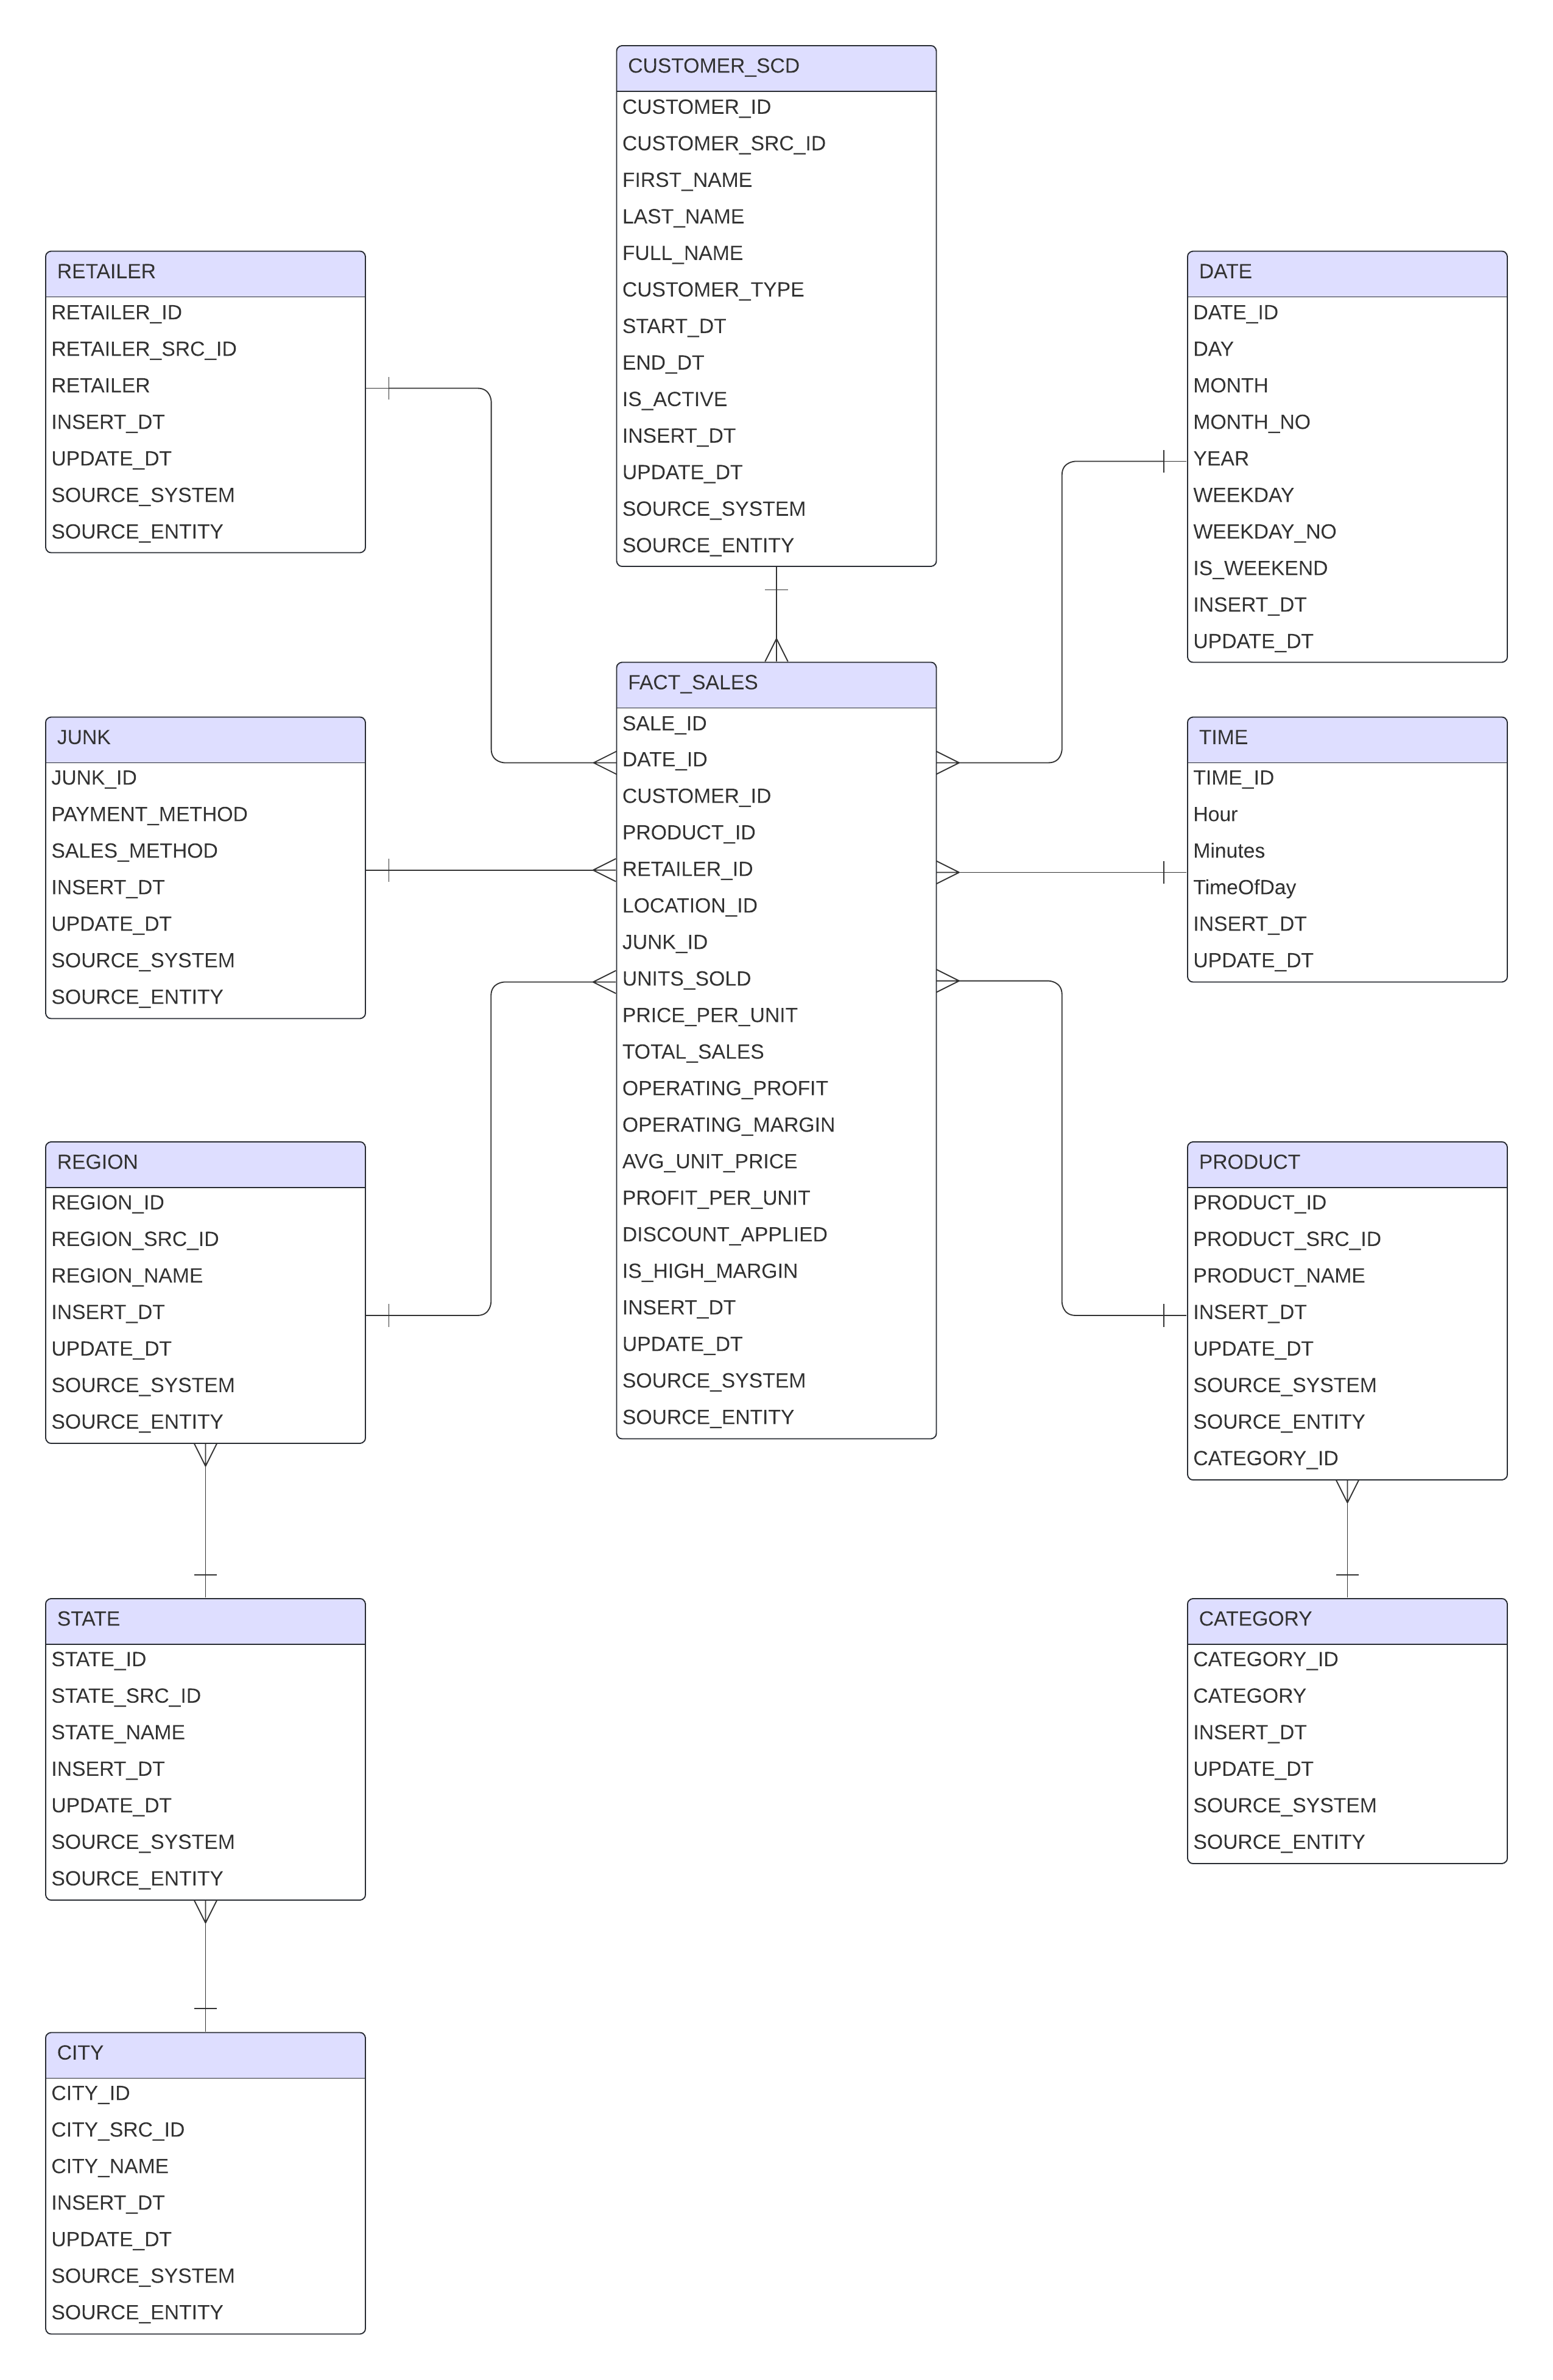 CUSTOMER_SCD
CUSTOMER_ID
CUSTOMER_SRC_ID
FIRST_NAME
LAST_NAME
FULL_NAME
CUSTOMER_TYPE
START_DT
END_DT
IS_ACTIVE
INSERT_DT
UPDATE_DT
SOURCE_SYSTEM
SOURCE_ENTITY
RETAILER
RETAILER_ID
RETAILER_SRC_ID
RETAILER
INSERT_DT
UPDATE_DT
SOURCE_SYSTEM
SOURCE_ENTITY
DATE
DATE_ID
DAY
MONTH
MONTH_NO
YEAR
WEEKDAY
WEEKDAY_NO
IS_WEEKEND
INSERT_DT
UPDATE_DT
FACT_SALES
SALE_ID
DATE_ID
CUSTOMER_ID
PRODUCT_ID
RETAILER_ID
LOCATION_ID
JUNK_ID
UNITS_SOLD
PRICE_PER_UNIT
TOTAL_SALES
OPERATING_PROFIT
OPERATING_MARGIN
AVG_UNIT_PRICE
PROFIT_PER_UNIT
DISCOUNT_APPLIED
IS_HIGH_MARGIN
INSERT_DT
UPDATE_DT
SOURCE_SYSTEM
SOURCE_ENTITY
JUNK
JUNK_ID
PAYMENT_METHOD
SALES_METHOD
INSERT_DT
UPDATE_DT
SOURCE_SYSTEM
SOURCE_ENTITY
TIME
TIME_ID
Hour
Minutes
TimeOfDay
INSERT_DT
UPDATE_DT
REGION
REGION_ID
REGION_SRC_ID
REGION_NAME
INSERT_DT
UPDATE_DT
SOURCE_SYSTEM
SOURCE_ENTITY
PRODUCT
PRODUCT_ID
PRODUCT_SRC_ID
PRODUCT_NAME
INSERT_DT
UPDATE_DT
SOURCE_SYSTEM
SOURCE_ENTITY
CATEGORY_ID
STATE
STATE_ID
STATE_SRC_ID
STATE_NAME
INSERT_DT
UPDATE_DT
SOURCE_SYSTEM
SOURCE_ENTITY
CATEGORY
CATEGORY_ID
CATEGORY
INSERT_DT
UPDATE_DT
SOURCE_SYSTEM
SOURCE_ENTITY
CITY
CITY_ID
CITY_SRC_ID
CITY_NAME
INSERT_DT
UPDATE_DT
SOURCE_SYSTEM
SOURCE_ENTITY